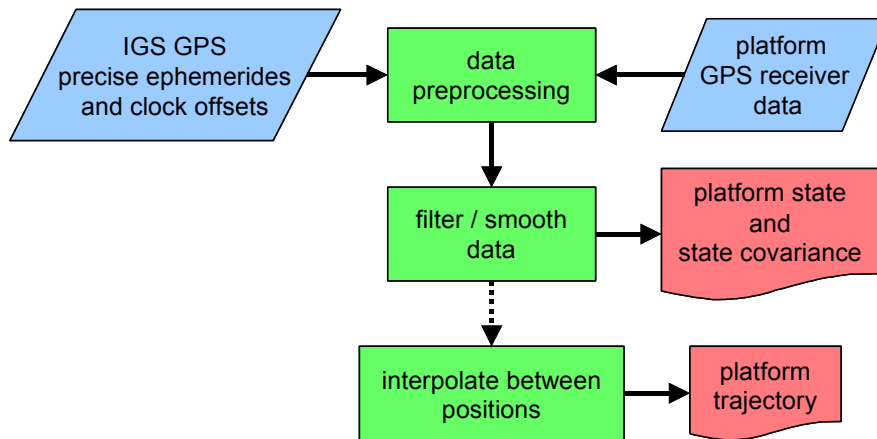 IGS GPS
precise ephemerides
and clock offsets
data
preprocessing
platform
GPS receiver
data
filter / smooth
data
platform state
and
state covariance
interpolate between
positions
platform
trajectory